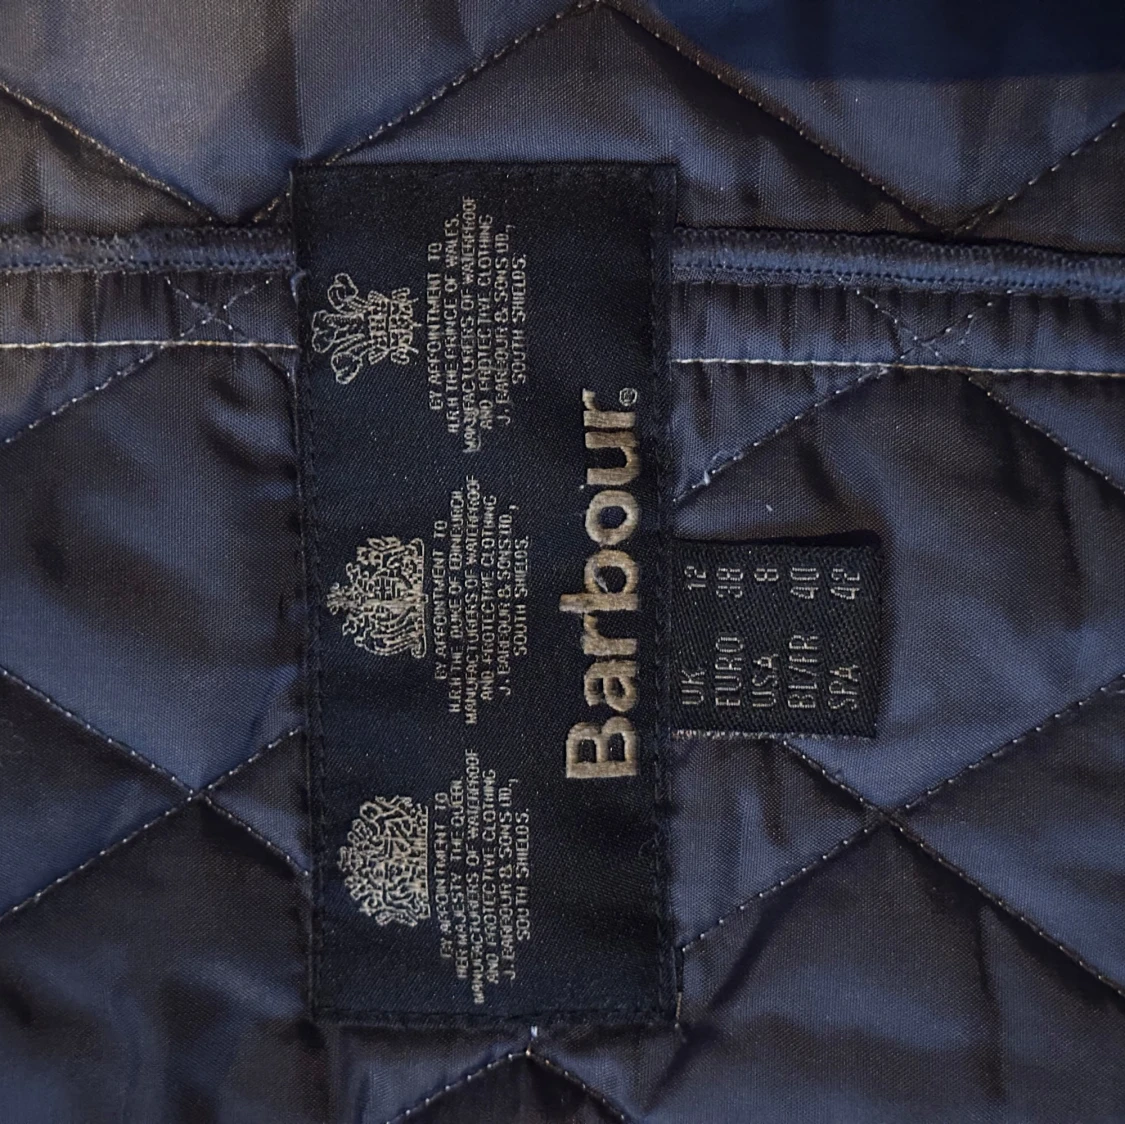 BY APPOINTMENT TO
HER MAJESTY THE QUEEN.
MANUFACTURERS OF WATERPROOF
AND PROTECTIVE CLOTHING
J. BARBOUR & SONS LTD.,
SOUTH SHIELDS.
BY APPOINTMENT TO
H.R.H THE DUKE OF EDINBURGH.
MANUFACTURERS OF WATERPROOF
AND PROTECTIVE CLOTHING
J. BARBOUR & SONS LTD.,
SOUTH SHIELDS.
BY APPOINTMENT TO
H.R.H THE PRINCE OF WALES.
MANUFACTURERS OF WATERPROOF
AND PROTECTIVE CLOTHING
J. BARBOUR & SONS LTD.,
SOUTH SHIELDS.
Barbour®
UK 12
EURO 38
USA 8
BL/IR 40
SPA 42